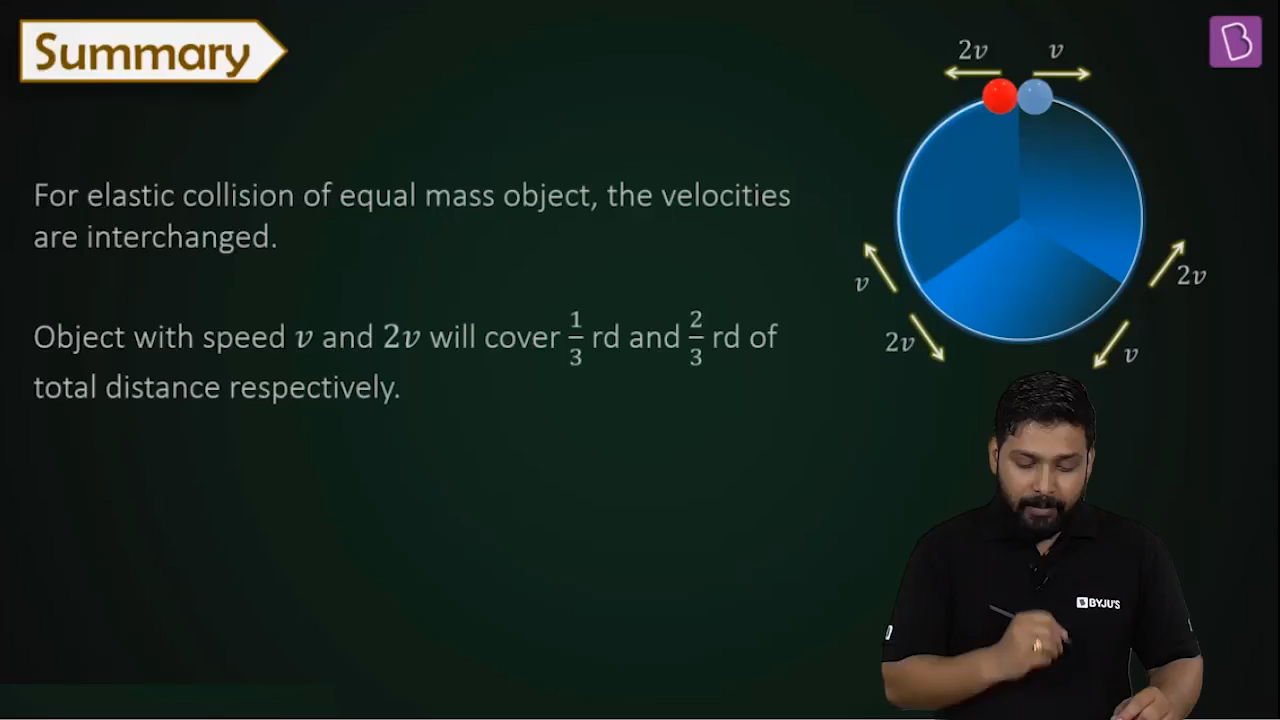 Summary
2v v
For elastic collision of equal mass object, the velocities
are interchanged.
v 2v
Object with speed v and 2v will cover 1/3 rd and 2/3 rd of
2v v
total distance respectively.
B BYJU'S